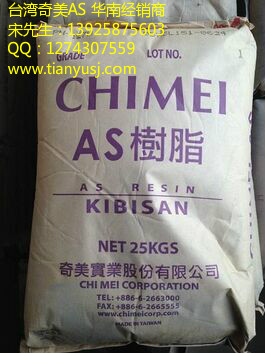 台湾奇美AS 华南经销商
宋先生：13925875603
QQ：1274307559
www.tianyusj.com
GRADE
LOT NO.
CHIMEI
AS樹脂
AS RESIN
KIBISAN
NET 25KGS
奇美實業股份有限公司
CHI MEI CORPORATION
TEL: +886-6-2663000
FAX: +886-6-2665555
www.chimeicorp.com
MADE IN TAIWAN